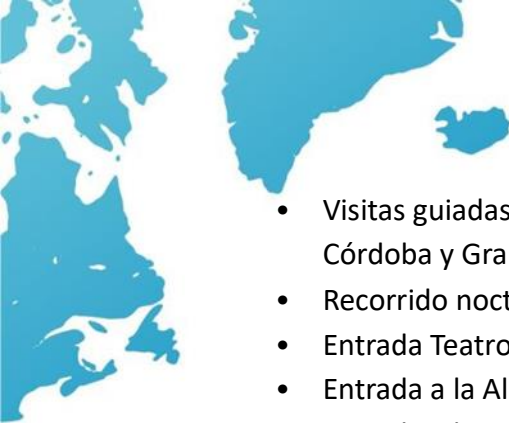 • Visitas guiadas
Córdoba y Gra
• Recorrido noct
• Entrada Teatro
• Entrada a la Al